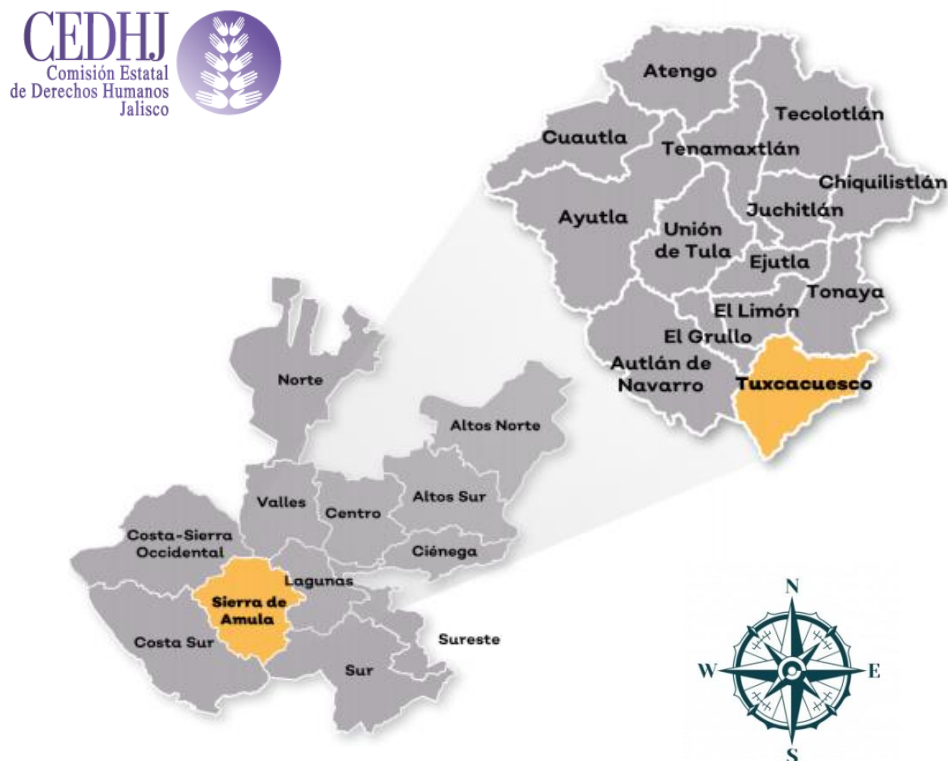 CEDHJ
Comisión Estatal
de Derechos Humanos
Jalisco
Atengo
Tecolotlán
Cuautla
Tenamaxtlán
Chiquilistlán
Juchitlán
Ayutla
Unión
de Tula
Ejutla
Tonaya
El Limón
El Grullo
Autlán de
Navarro
Tuxcacuesco
Norte
Altos Norte
Valles
Centro
Altos Sur
Costa-Sierra
Occidental
Ciénega
Lagunas
Sierra de
Amula
Costa Sur
Sureste
Sur
N
W
E
S